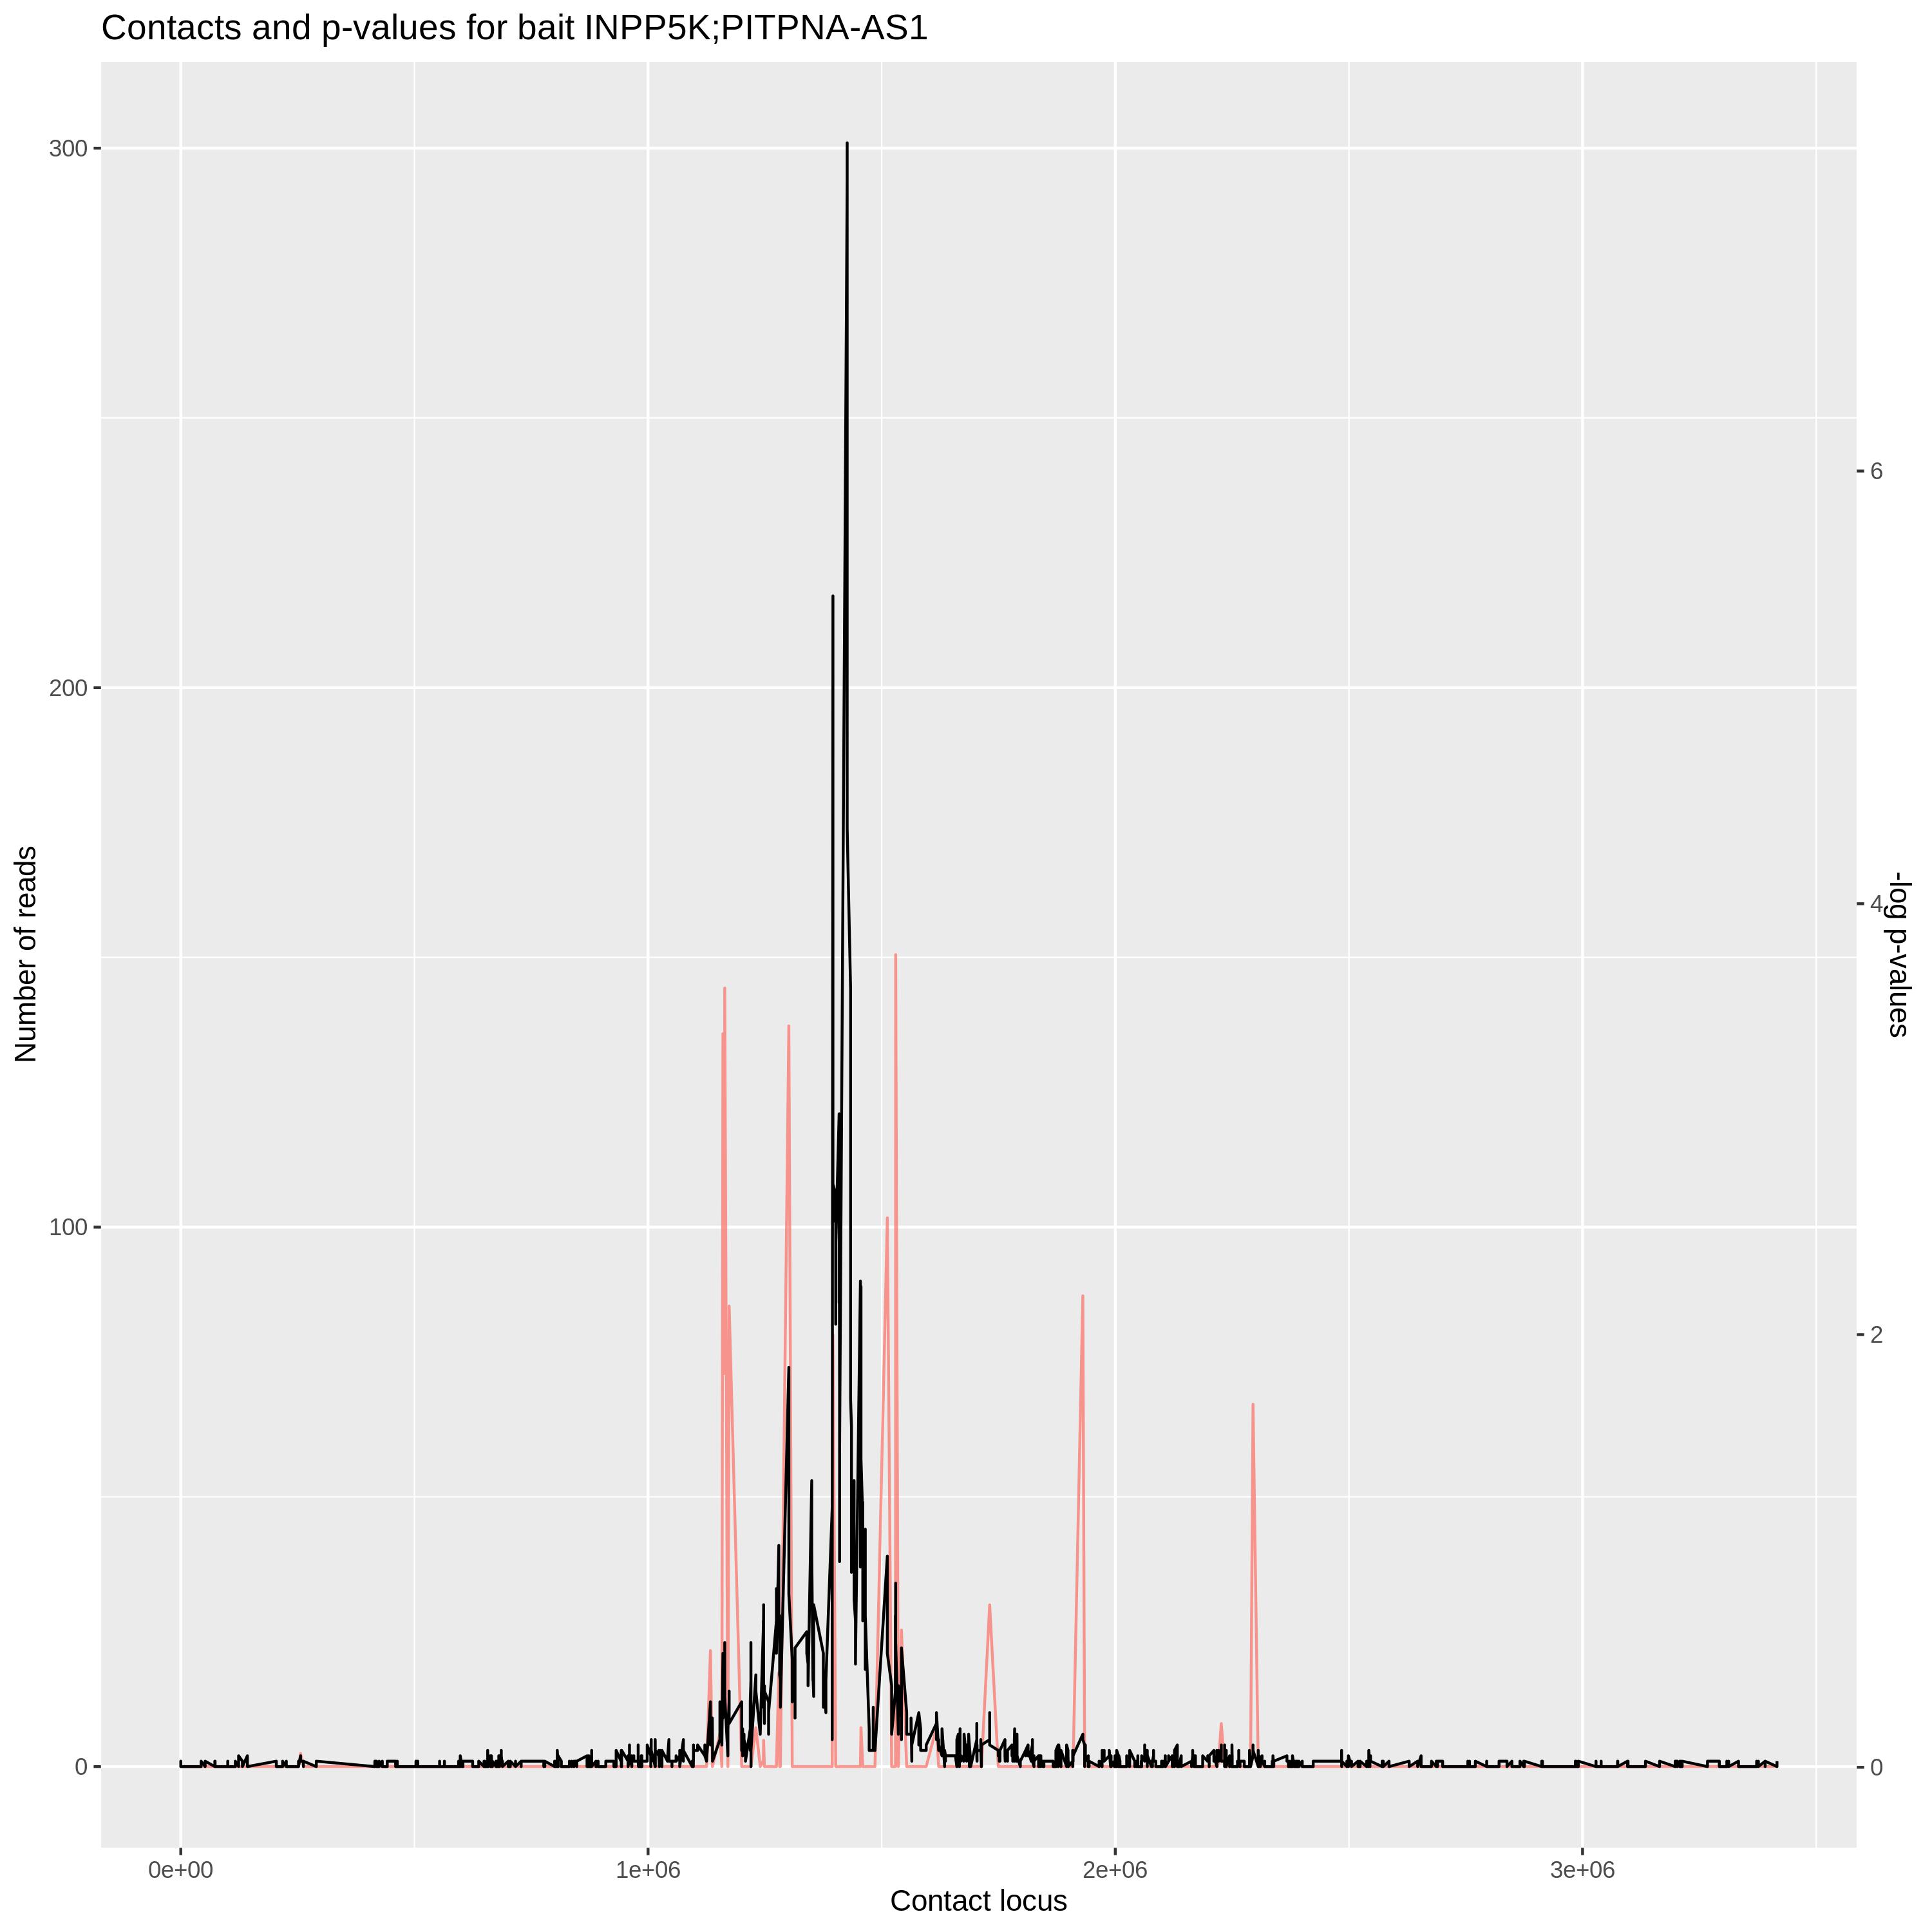 Contacts and p-values for bait INPP5K;PITPNA-AS1
300
200
100
0
Number of reads
6
4
2
0
-log p-values
0e+00
1e+06
2e+06
3e+06
Contact locus